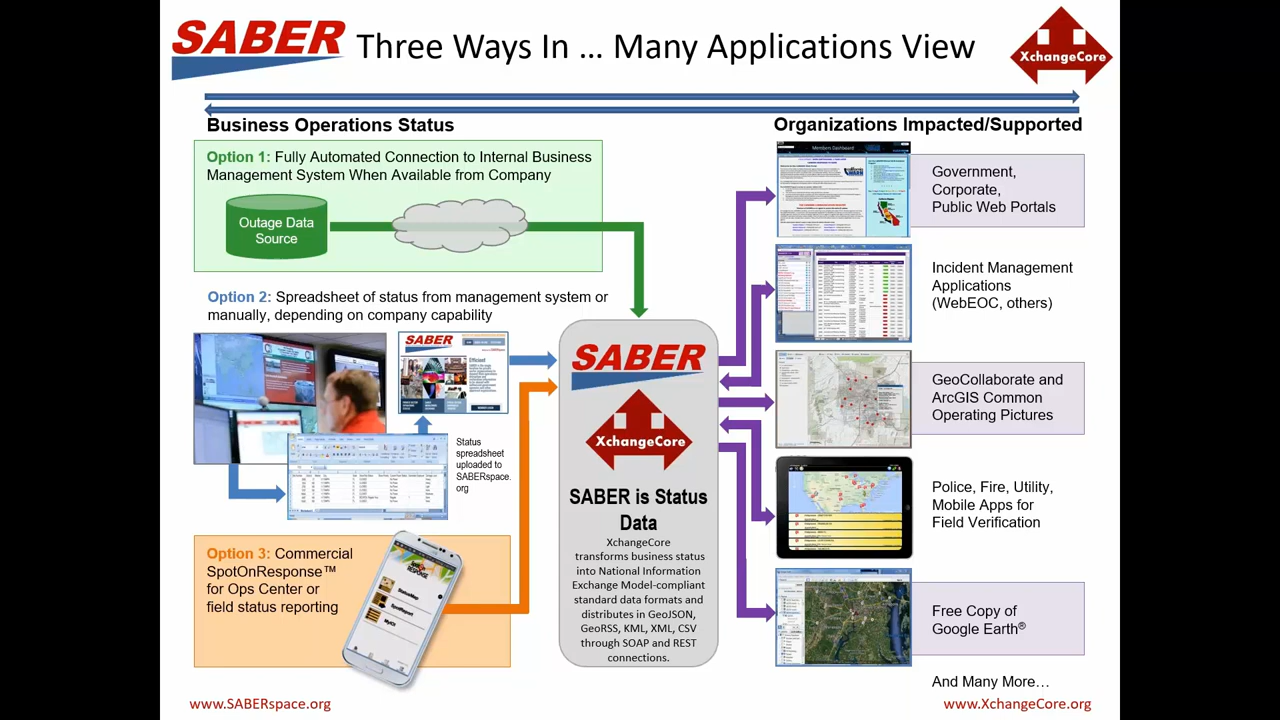 SABER
Three Ways In ... Many Applications View
XchangeCore
Business Operations Status
Option 1: Fully Automated Connection to Internal Business
Management System When Available from Company
Outage Data
Source
Option 2: Spreadsheet of status from managed system or
manually, depending on company capability
SABER
Efficient
Status
spreadsheet
uploaded to
SABERspace.
org
Option 3: Commercial
SpotOnResponse™
for Ops Center or
field status reporting
SABER
XchangeCore
SABER is Status
Data
XchangeCore
transforms business status
into National Information
Exchange Model-compliant
standard data formats and
distributes in GeoJSON,
GeoRSS, KML, XML, CSV
through SOAP and REST
connections.
Organizations Impacted/Supported
Members Dashboard
Government,
Corporate,
Public Web Portals
Incident Management
Applications
(WebEOC, others)
GeoCollaborate and
ArcGIS Common
Operating Pictures
Police, Fire, Utility,
Mobile Apps for
Field Verification
Free Copy of
Google Earth®
And Many More…
www.SABERspace.org
www.XchangeCore.org